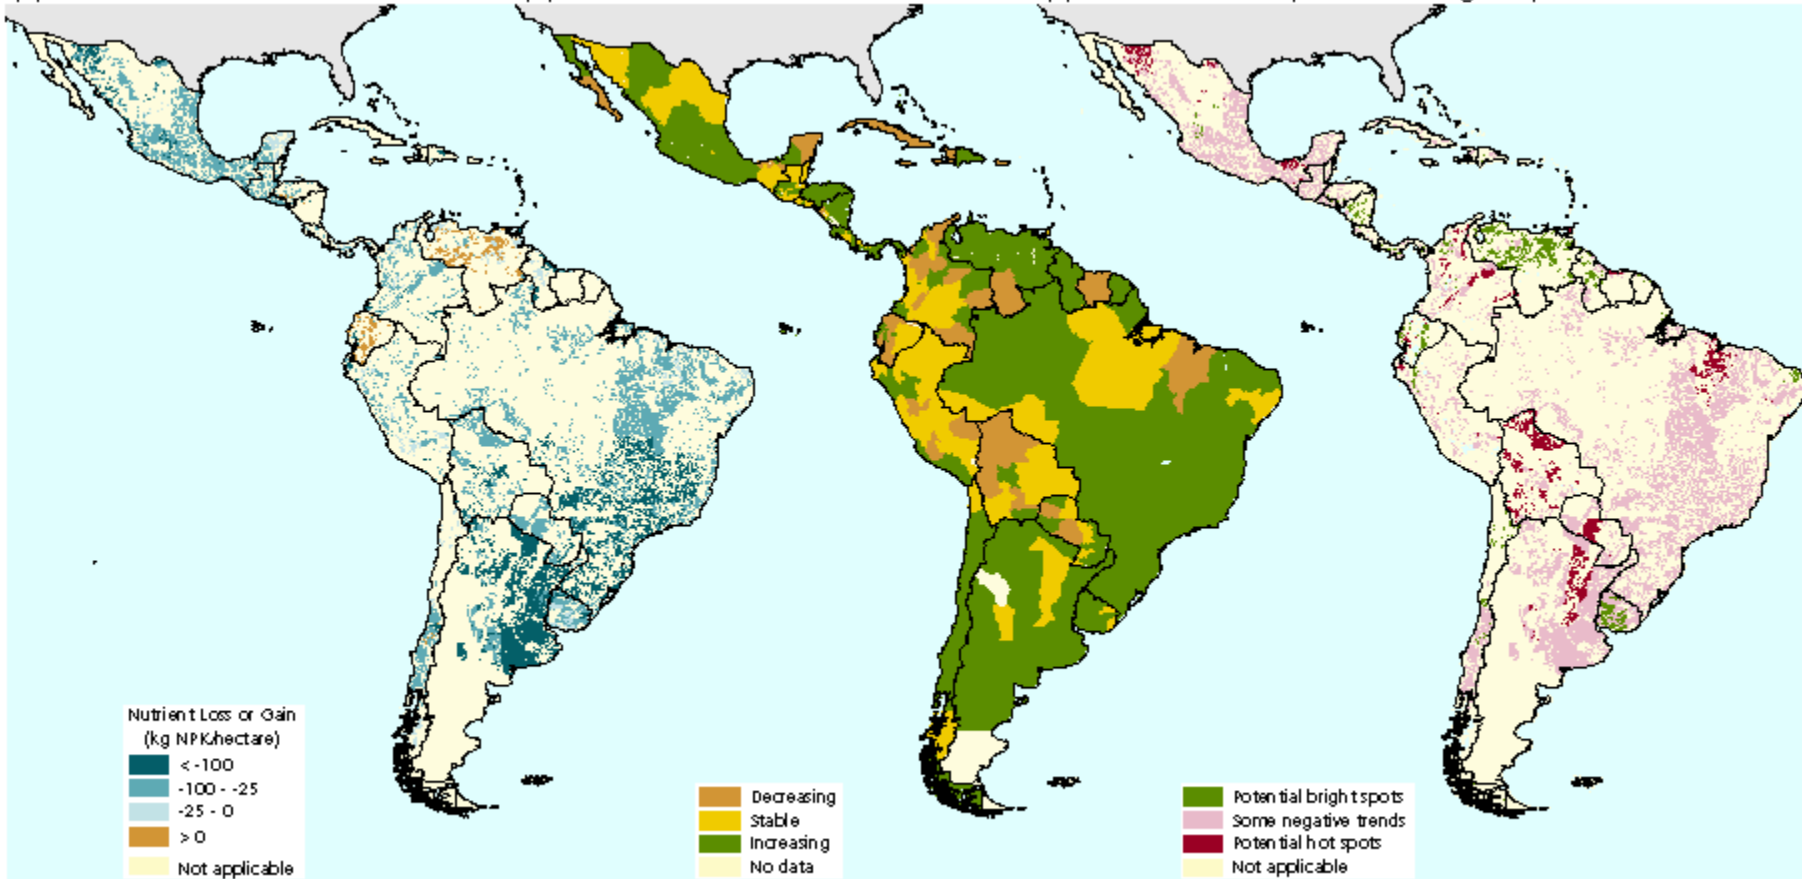 Nutrient Loss or Gain
(kg NPK/hectare)
< -100
-100 - -25
-25 - 0
> 0
Not applicable
Decreasing
Stable
Increasing
No data
Potential bright spots
Some negative trends
Potential hot spots
Not applicable